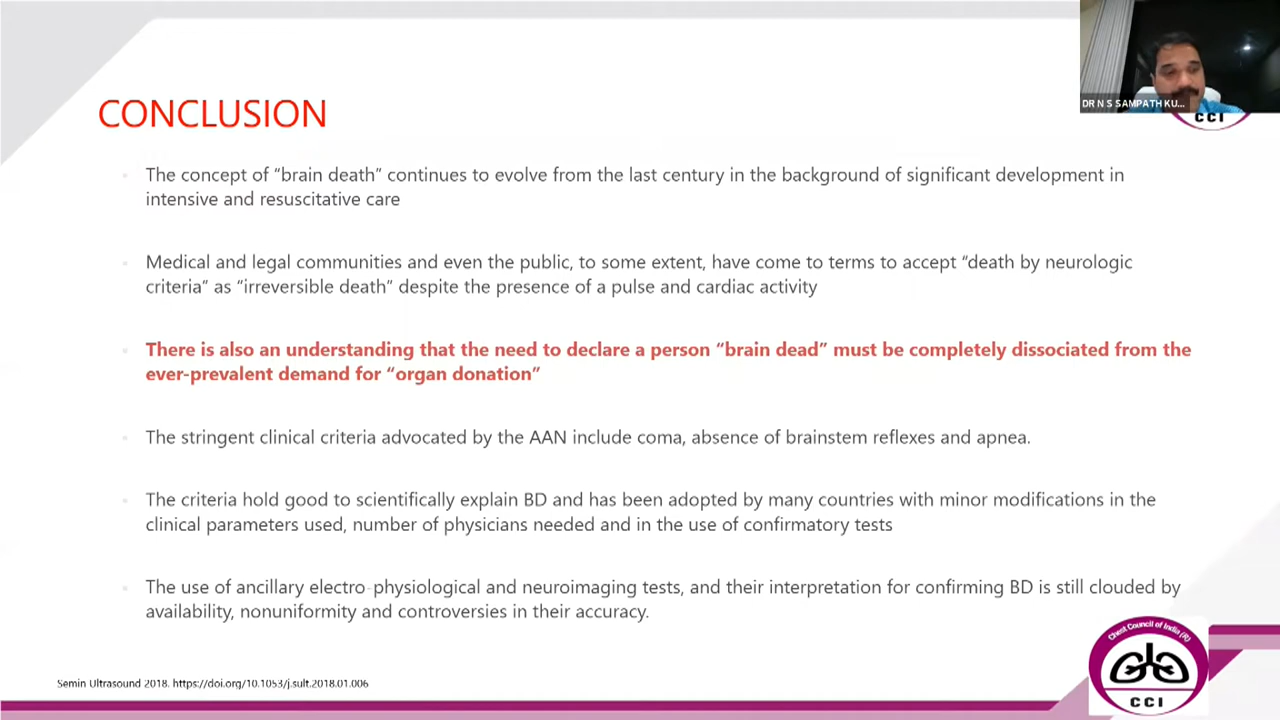 DR N S SAMPATH KU...
CCI
CONCLUSION
The concept of “brain death” continues to evolve from the last century in the background of significant development in
intensive and resuscitative care
Medical and legal communities and even the public, to some extent, have come to terms to accept “death by neurologic
criteria” as “irreversible death” despite the presence of a pulse and cardiac activity
There is also an understanding that the need to declare a person “brain dead” must be completely dissociated from the
ever-prevalent demand for “organ donation”
The stringent clinical criteria advocated by the AAN include coma, absence of brainstem reflexes and apnea.
The criteria hold good to scientifically explain BD and has been adopted by many countries with minor modifications in the
clinical parameters used, number of physicians needed and in the use of confirmatory tests
The use of ancillary electro-physiological and neuroimaging tests, and their interpretation for confirming BD is still clouded by
availability, nonuniformity and controversies in their accuracy.
Semin Ultrasound 2018. https://doi.org/10.1053/j.sult.2018.01.006
Chest Council of India (R)
CCI